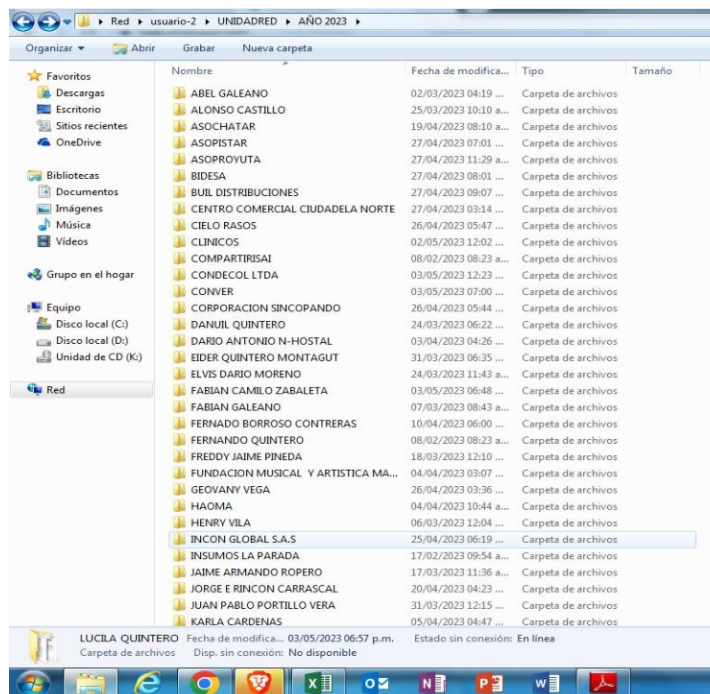 Red ▸ usuario-2 ▸ UNIDADRED ▸ AÑO 2023 ▸
Organizar Abrir Grabar Nueva carpeta
Favoritos
Descargas
Escritorio
Sitios recientes
OneDrive
Bibliotecas
Documentos
Imágenes
Música
Vídeos
Grupo en el hogar
Equipo
Disco local (C:)
Disco local (D:)
Unidad de CD (K:)
Red
Nombre Fecha de modifica... Tipo Tamaño
ABEL GALEANO 02/03/2023 04:19 ... Carpeta de archivos
ALONSO CASTILLO 25/03/2023 10:10 a... Carpeta de archivos
ASOCHATAR 19/04/2023 08:10 a... Carpeta de archivos
ASOPISTAR 27/04/2023 07:01 ... Carpeta de archivos
ASOPROYUTA 27/04/2023 11:29 a... Carpeta de archivos
BIDESA 27/04/2023 08:01 ... Carpeta de archivos
BUIL DISTRIBUCIONES 27/04/2023 09:07 ... Carpeta de archivos
CENTRO COMERCIAL CIUDADELA NORTE 27/04/2023 03:14 ... Carpeta de archivos
CIELO RASOS 26/04/2023 05:47 ... Carpeta de archivos
CLINICOS 02/05/2023 12:02 ... Carpeta de archivos
COMPARTIRISAI 08/02/2023 08:23 a... Carpeta de archivos
CONDECOL LTDA 03/05/2023 12:23 ... Carpeta de archivos
CONVER 03/05/2023 07:00 ... Carpeta de archivos
CORPORACION SINCOPANDO 26/04/2023 05:44 ... Carpeta de archivos
DANUIL QUINTERO 24/03/2023 06:22 ... Carpeta de archivos
DARIO ANTONIO N-HOSTAL 03/04/2023 04:26 ... Carpeta de archivos
EIDER QUINTERO MONTAGUT 31/03/2023 06:35 ... Carpeta de archivos
ELVIS DARIO MORENO 24/03/2023 11:43 a... Carpeta de archivos
FABIAN CAMILO ZABALETA 03/05/2023 06:48 ... Carpeta de archivos
FABIAN GALEANO 07/03/2023 08:43 a... Carpeta de archivos
FERNADO BORROSO CONTRERAS 10/04/2023 06:00 ... Carpeta de archivos
FERNANDO QUINTERO 08/02/2023 08:23 a... Carpeta de archivos
FREDDY JAIME PINEDA 18/03/2023 12:10 ... Carpeta de archivos
FUNDACION MUSICAL Y ARTISTICA MA... 04/04/2023 03:07 ... Carpeta de archivos
GEOVANY VEGA 26/04/2023 03:36 ... Carpeta de archivos
HAOMA 04/04/2023 10:44 a... Carpeta de archivos
HENRY VILA 06/03/2023 12:04 ... Carpeta de archivos
INCON GLOBAL S.A.S 25/04/2023 06:19 ... Carpeta de archivos
INSUMOS LA PARADA 17/02/2023 09:54 a... Carpeta de archivos
JAIME ARMANDO ROPERO 17/03/2023 11:36 a... Carpeta de archivos
JORGE E RINCON CARRASCAL 20/04/2023 04:23 ... Carpeta de archivos
JUAN PABLO PORTILLO VERA 31/03/2023 12:15 ... Carpeta de archivos
KARLA CARDENAS 05/04/2023 04:47 ... Carpeta de archivos
LUCILA QUINTERO Fecha de modifica... 03/05/2023 06:57 p.m. Estado sin conexión: En línea
Carpeta de archivos Disp. sin conexión: No disponible